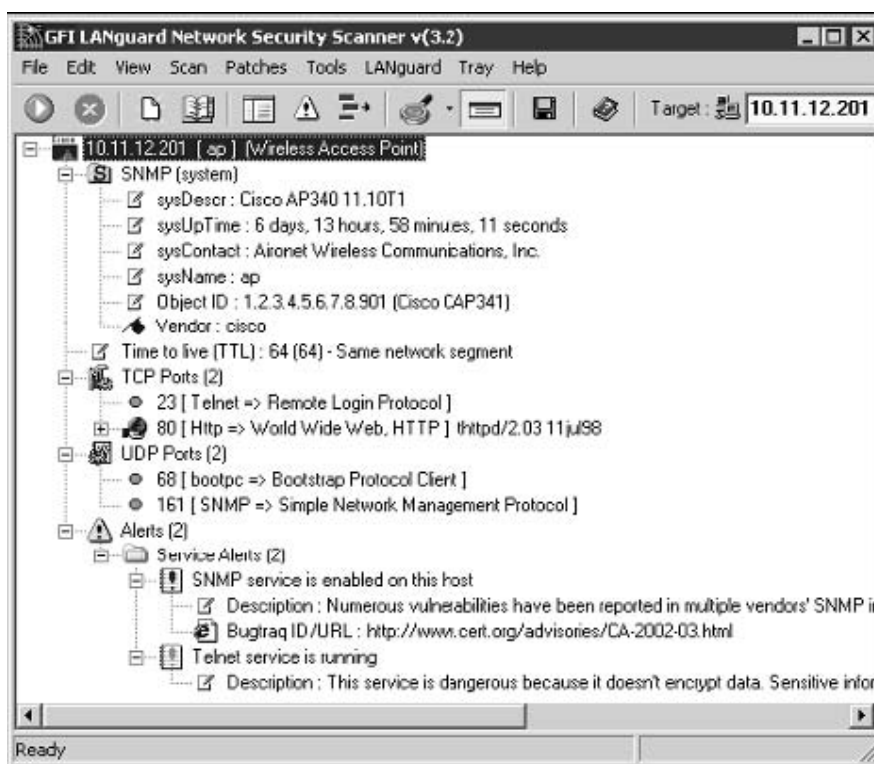 GFI LANguard Network Security Scanner v(3.2)
File Edit View Scan Patches Tools LANguard Tray Help
Target : 10.11.12.201
10.11.12.201 [ ap ] (Wireless Access Point)
SNMP (system)
sysDescr : Cisco AP340 11.10T1
sysUpTime : 6 days, 13 hours, 58 minutes, 11 seconds
sysContact : Aironet Wireless Communications, Inc.
sysName : ap
Object ID : 1.2.3.4.5.6.7.8.901 (Cisco CAP341)
Vendor : cisco
Time to live (TTL) : 64 (64) - Same network segment
TCP Ports (2)
23 [ Telnet => Remote Login Protocol ]
80 [ Http => World Wide Web, HTTP ] thttpd/2.03 11jul98
UDP Ports (2)
68 [ bootpc => Bootstrap Protocol Client ]
161 [ SNMP => Simple Network Management Protocol ]
Alerts (2)
Service Alerts (2)
SNMP service is enabled on this host
Description : Numerous vulnerabilities have been reported in multiple vendors' SNMP i
Bugtraq ID/URL : http://www.cert.org/advisories/CA-2002-03.html
Telnet service is running
Description : This service is dangerous because it doesn't encrypt data. Sensitive infor
Ready